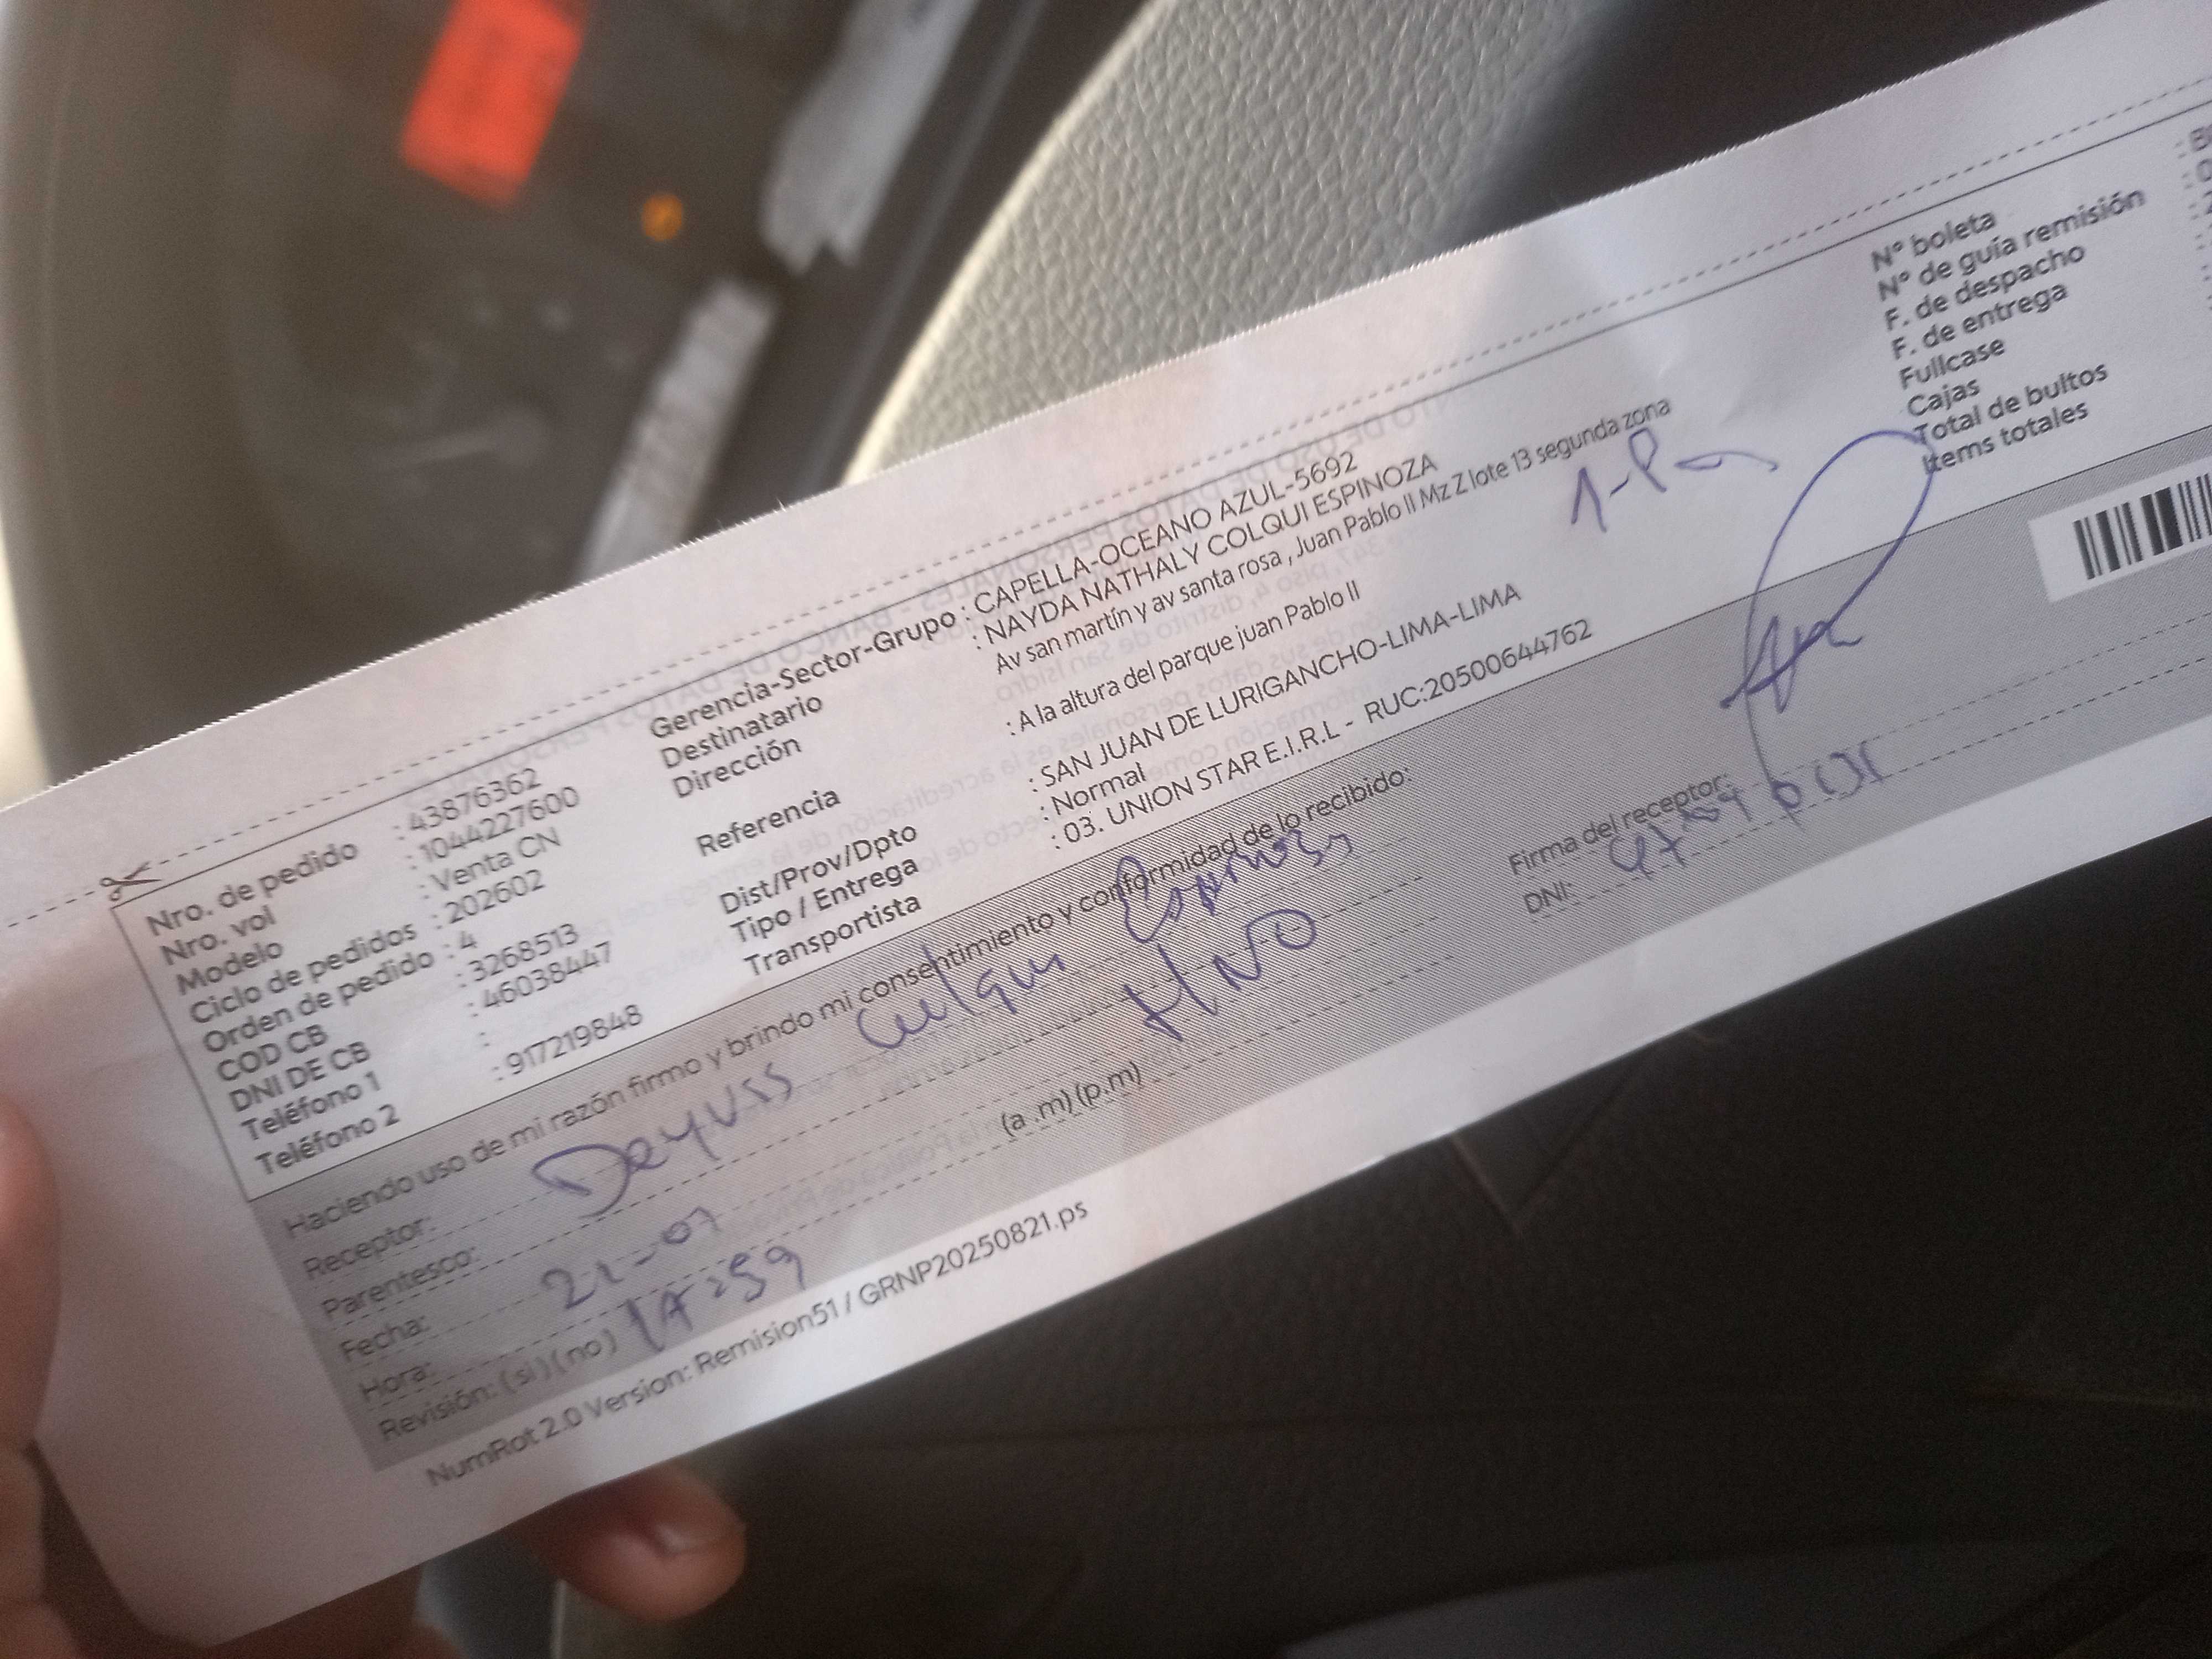 Nro. de pedido : 43876362
Nro. vol : 1044227600
Modelo : Venta CN
Ciclo de pedidos : 202602
Orden de pedido : 4
COD CB : 3268513
DNI DE CB : 46038447
Teléfono 1 :
Teléfono 2 : 917219848
Gerencia-Sector-Grupo : CAPELLA-OCEANO AZUL-5692
Destinatario : NAYDA NATHALY COLQUI ESPINOZA
Dirección Av san martín y av santa rosa , Juan Pablo II Mz Z lote 13 segunda zona
Referencia : A la altura del parque juan Pablo II
Dist/Prov/Dpto : SAN JUAN DE LURIGANCHO-LIMA-LIMA
Tipo / Entrega : Normal
Transportista : 03. UNION STAR E.I.R.L - RUC:20500644762
N° boleta
N° de guía remisión
F. de despacho
F. de entrega
Fullcase
Cajas
Total de bultos
Items totales
Haciendo uso de mi razón firmo y brindo mi consentimiento y conformidad de lo recibido:
Receptor:
Parentesco: HNO
Fecha: 21-07
Hora: (a .m) (p.m)
Revisión: (si) (no)
Firma del receptor:
DNI:
NumRot 2.0 Version: Remision51 / GRNP20250821.ps